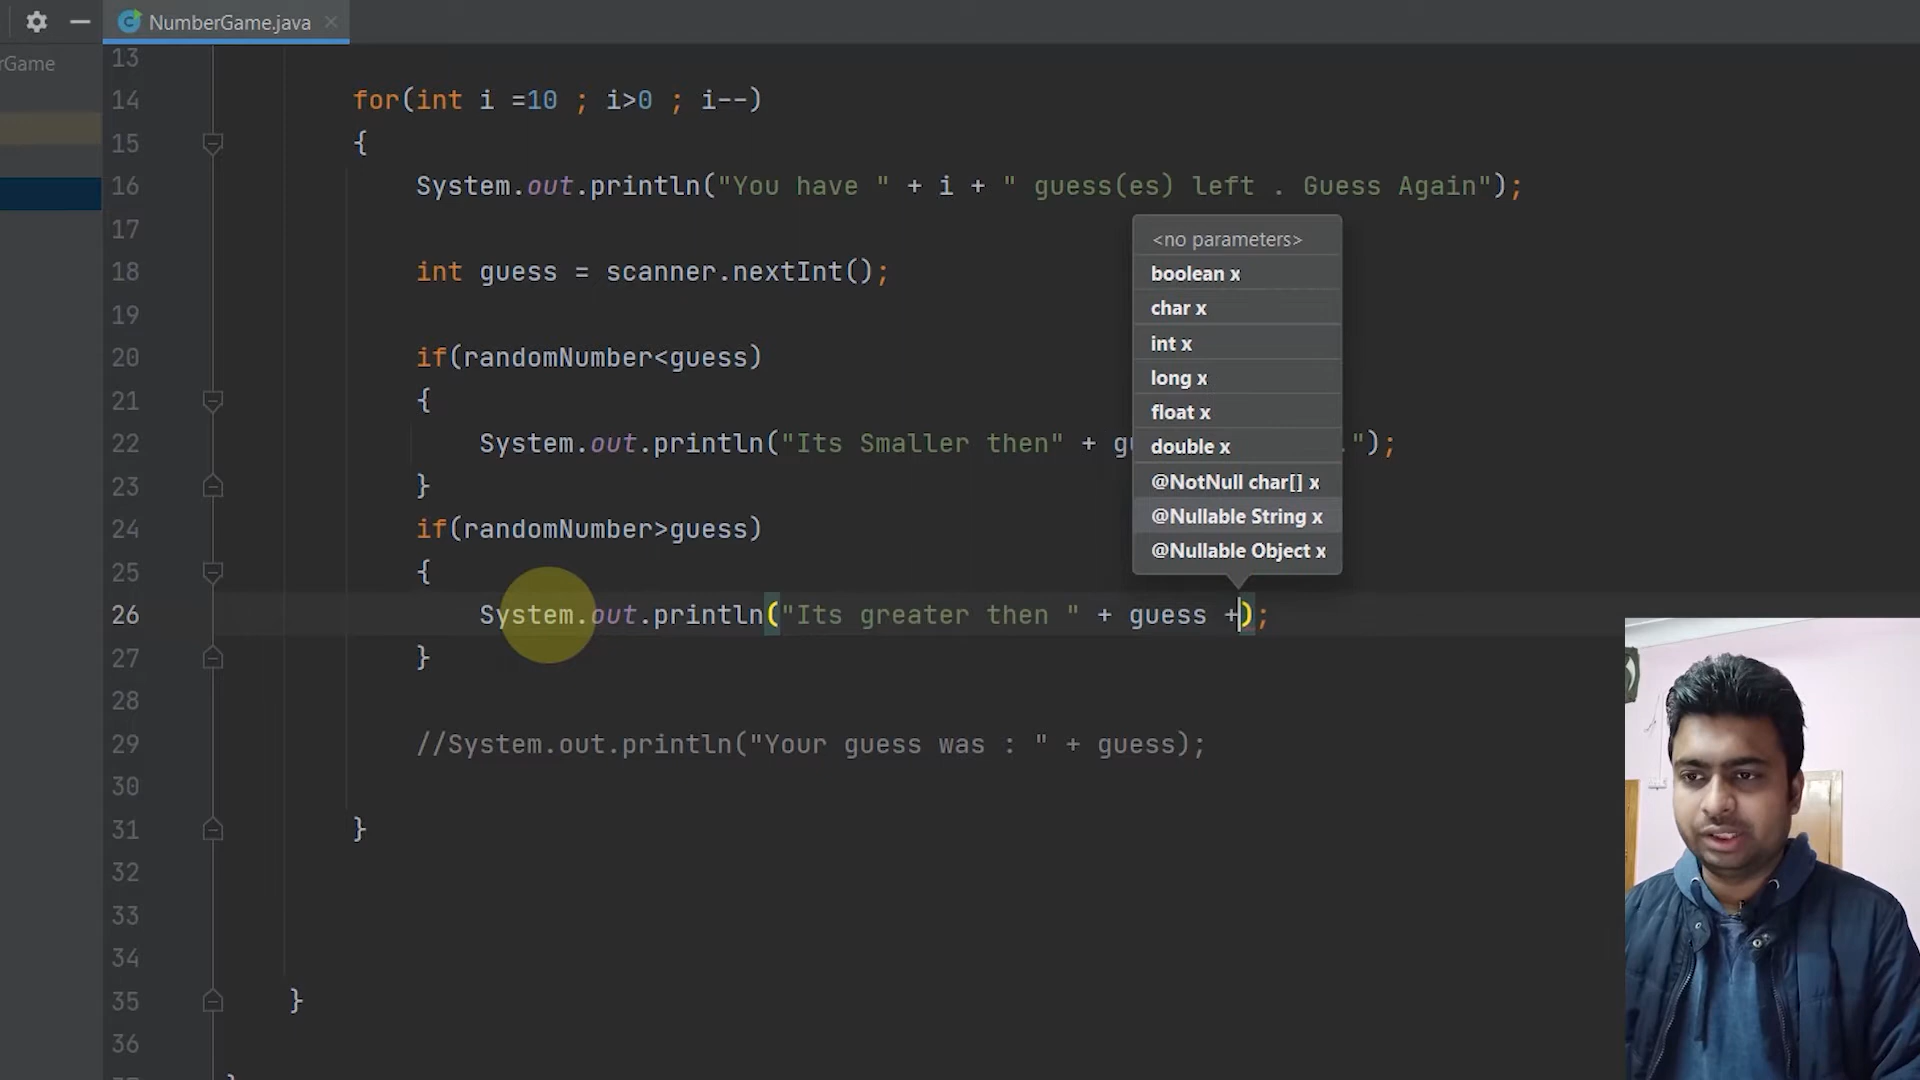 NumberGame.java
rGame
13
14 for(int i =10 ; i>0 ; i--)
15 {
16 System.out.println("You have " + i + " guess(es) left . Guess Again");
17
18 int guess = scanner.nextInt();
19
20 if(randomNumber<guess)
21 {
22 System.out.println("Its Smaller then" + gu .");
23 }
24 if(randomNumber>guess)
25 {
26 System.out.println("Its greater then " + guess +);
27 }
28
29 //System.out.println("Your guess was : " + guess);
30
31 }
32
33
34
35 }
36
<no parameters>
boolean x
char x
int x
long x
float x
double x
@NotNull char[] x
@Nullable String x
@Nullable Object x